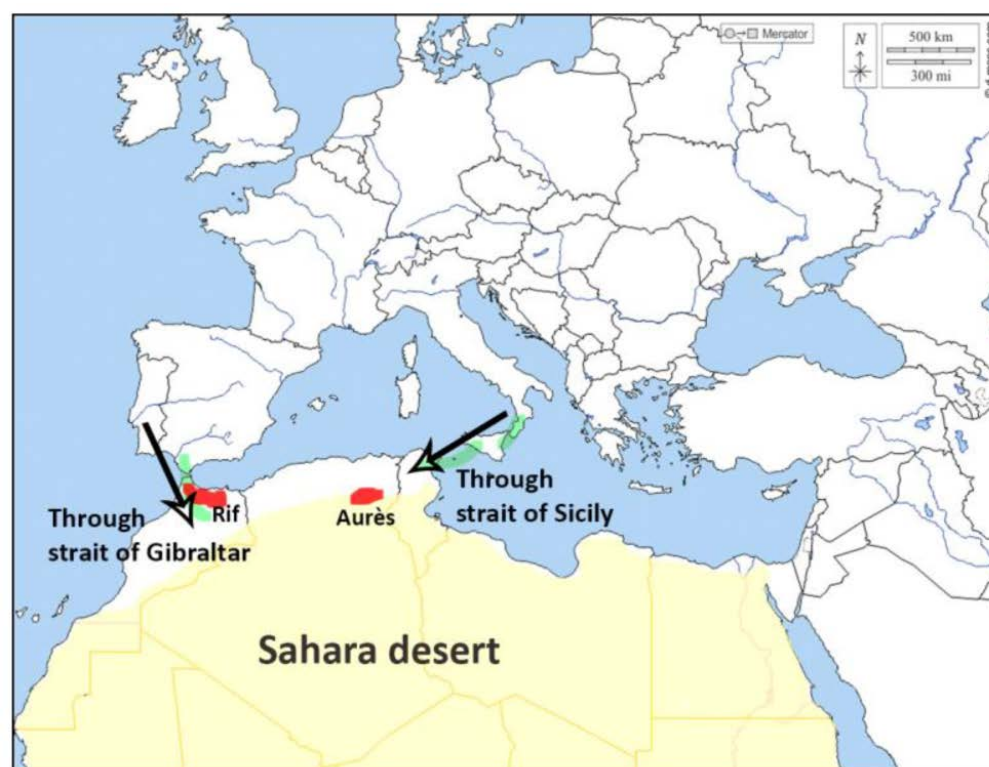 Mercator
N
500 km
300 mi
Through
strait of Gibraltar
Rif
Aurès
Through
strait of Sicily
Sahara desert